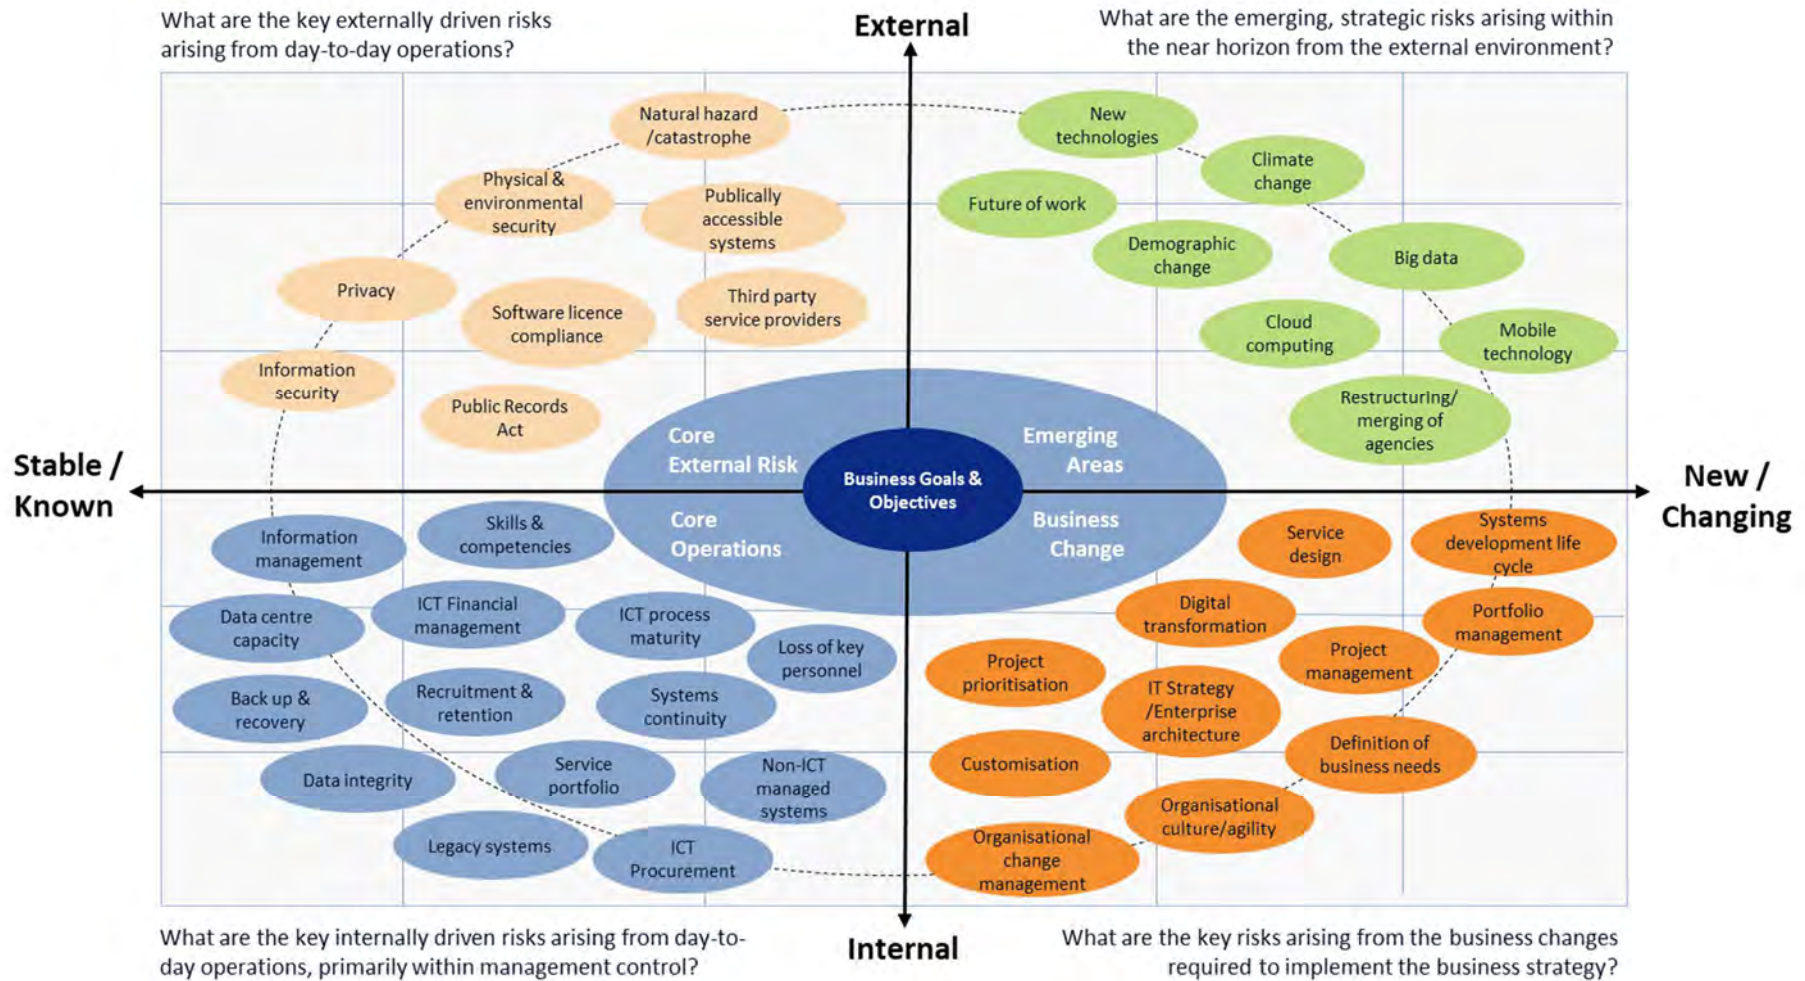 What are the key externally driven risks
arising from day-to-day operations?
External
What are the emerging, strategic risks arising within
the near horizon from the external environment?
Natural hazard
/catastrophe
Physical &
environmental
security
Publically
accessible
systems
Privacy
Software licence
compliance
Third party
service providers
Information
security
Public Records
Act
New
technologies
Climate
change
Future of work
Demographic
change
Big data
Cloud
computing
Mobile
technology
Restructuring/
merging of
agencies
Core
External Risk
Emerging
Areas
Stable /
Known
Business Goals &
Objectives
New /
Changing
Core
Operations
Business
Change
Information
management
Skills &
competencies
Data centre
capacity
ICT Financial
management
ICT process
maturity
Loss of key
personnel
Back up &
recovery
Recruitment &
retention
Systems
continuity
Data integrity
Service
portfolio
Non-ICT
managed
systems
Legacy systems
ICT
Procurement
Service
design
Systems
development life
cycle
Digital
transformation
Portfolio
management
Project
prioritisation
Project
management
IT Strategy
/Enterprise
architecture
Customisation
Definition of
business needs
Organisational
culture/agility
Organisational
change
management
What are the key internally driven risks arising from day-to-
day operations, primarily within management control?
Internal
What are the key risks arising from the business changes
required to implement the business strategy?